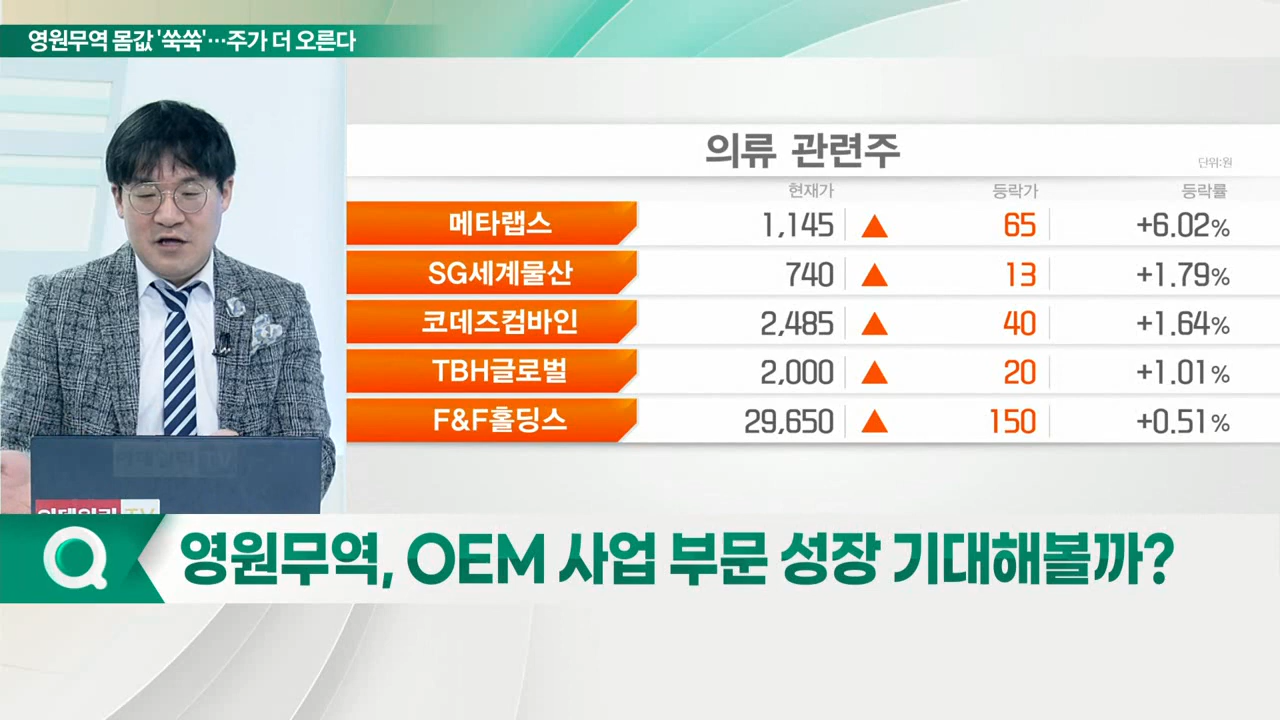 영원무역 몸값 '쑥쑥'…주가 더 오른다
의류 관련주
단위:원
현재가 등락가 등락률
메타랩스 1,145 ▲ 65 +6.02%
SG세계물산 740 ▲ 13 +1.79%
코데즈컴바인 2,485 ▲ 40 +1.64%
TBH글로벌 2,000 ▲ 20 +1.01%
F&F홀딩스 29,650 ▲ 150 +0.51%
이데일리 TV
영원무역, OEM 사업 부문 성장 기대해볼까?